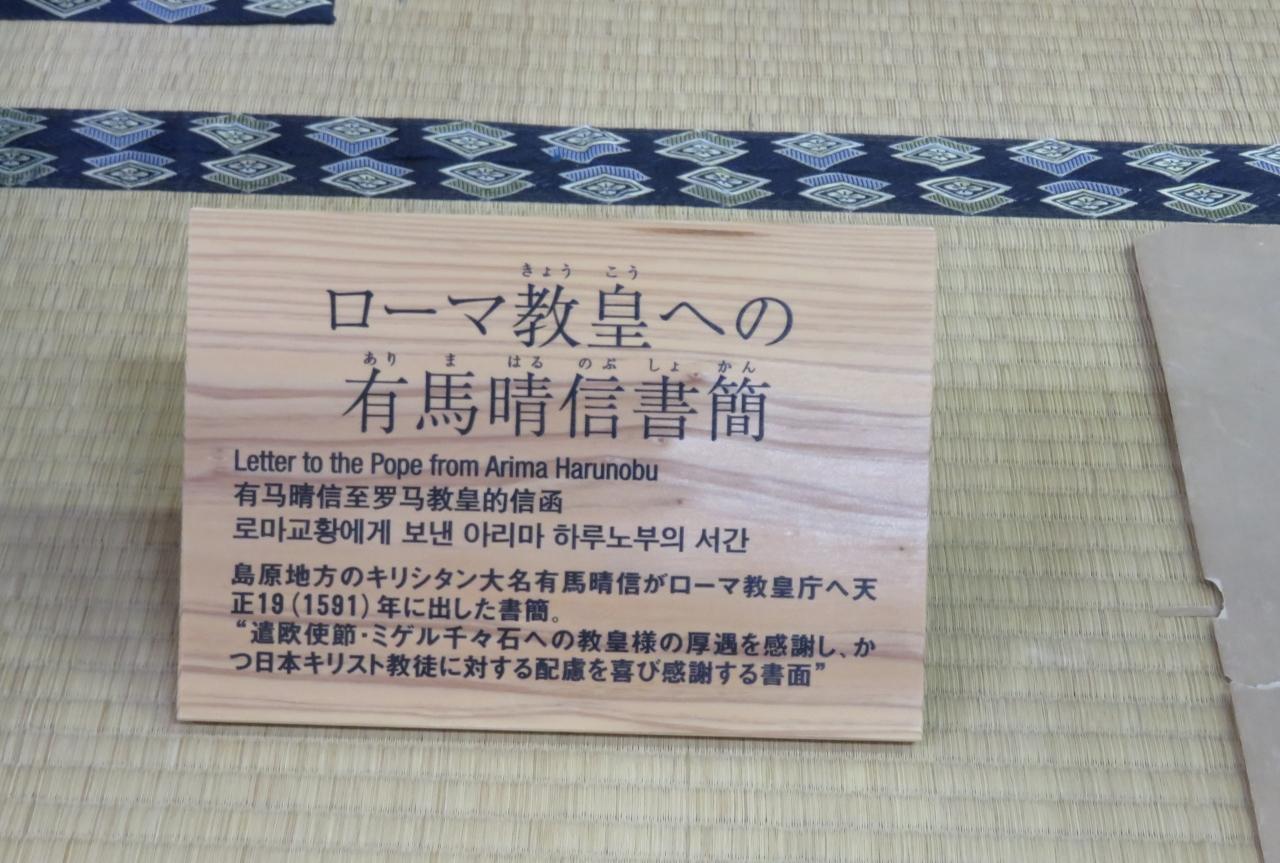 きょう こう
ローマ教皇への
あり ま はる のぶ しょ かん
有馬晴信書簡
Letter to the Pope from Arima Harunobu
有马晴信至罗马教皇的信函
로마교황에게 보낸 아리마 하루노부의 서간
島原地方のキリシタン大名有馬晴信がローマ教皇庁へ天
正19(1591)年に出した書簡。
“遣欧使節・ミゲル千々石への教皇様の厚遇を感謝し、か
つ日本キリスト教徒に対する配慮を喜び感謝する書面”